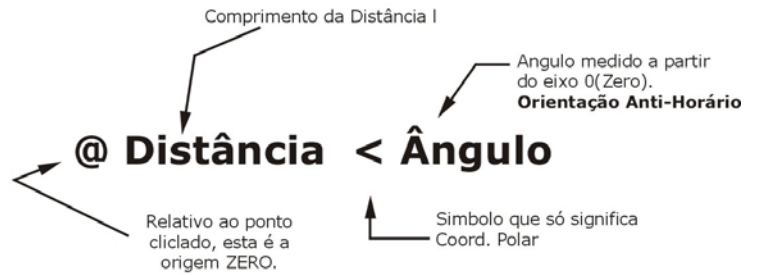 Comprimento da Distância l
Angulo medido a partir
do eixo 0(Zero).
Orientação Anti-Horário
@ Distância < Ângulo
Relativo ao ponto
cliclado, esta é a
origem ZERO.
Simbolo que só significa
Coord. Polar